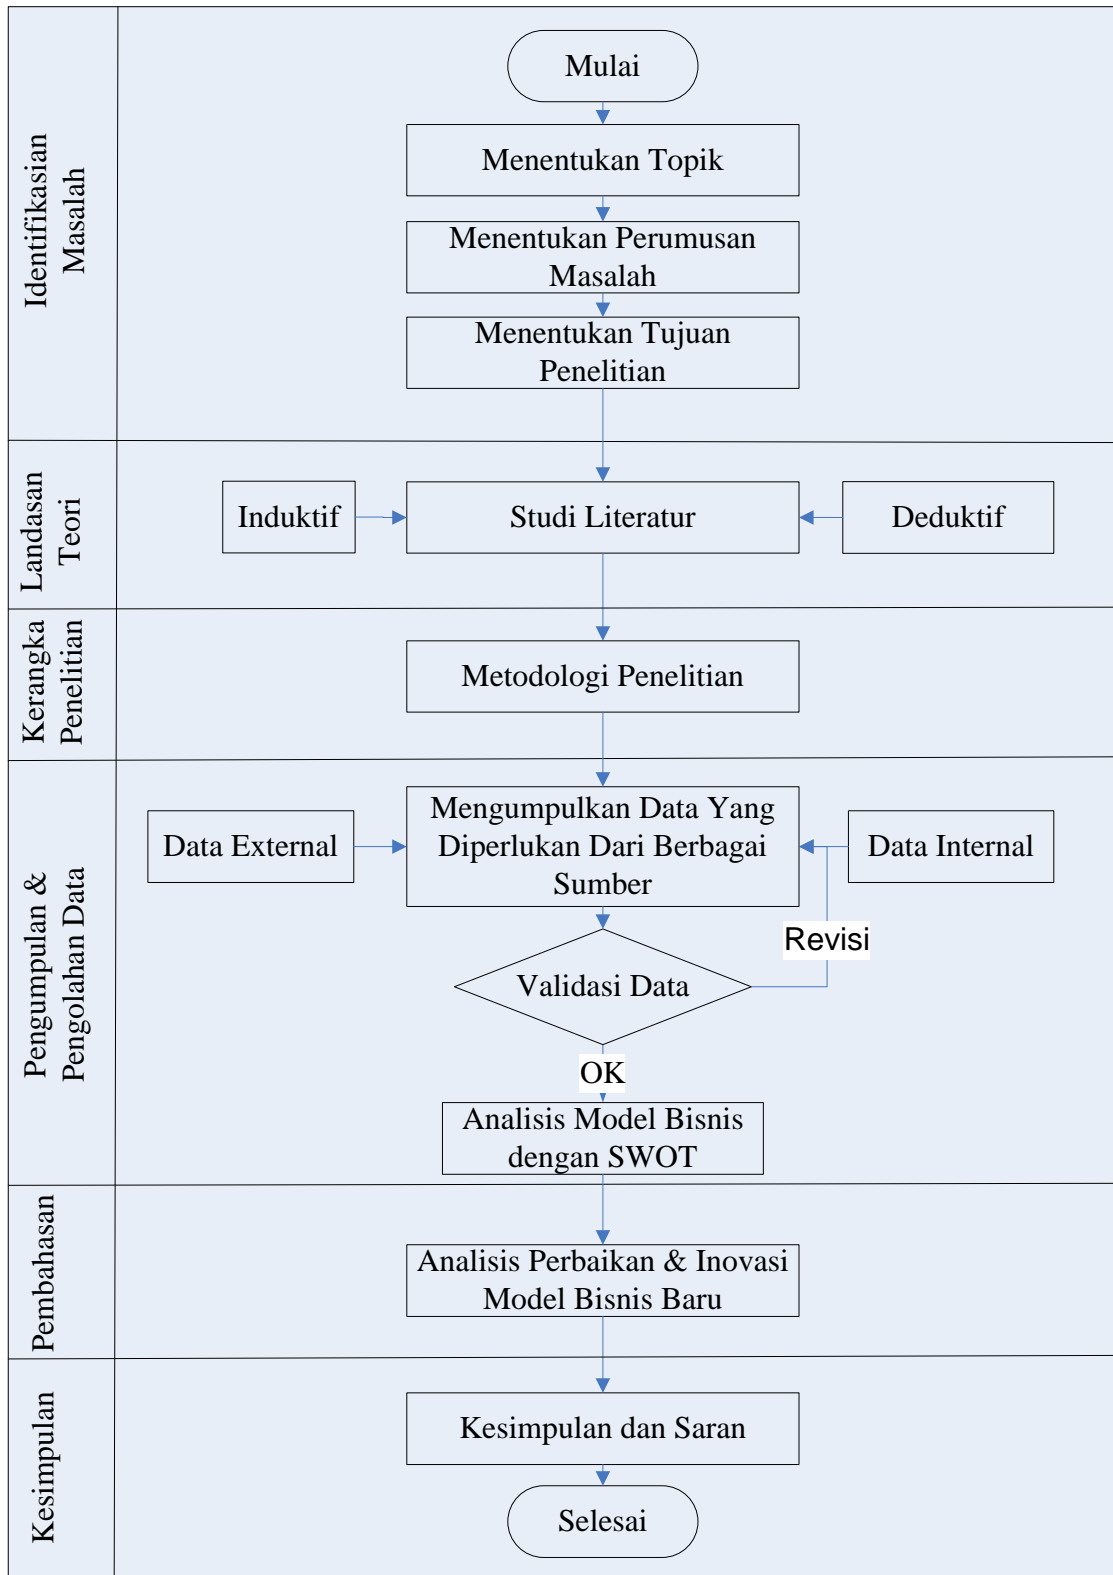 Identifikasian
Masalah
Mulai
Menentukan Topik
Menentukan Perumusan
Masalah
Menentukan Tujuan
Penelitian
Landasan
Teori
Induktif
Studi Literatur
Deduktif
Kerangka
Penelitian
Metodologi Penelitian
Pengumpulan &
Pengolahan Data
Data External
Mengumpulkan Data Yang
Diperlukan Dari Berbagai
Sumber
Data Internal
Revisi
Validasi Data
OK
Analisis Model Bisnis
dengan SWOT
Pembahasan
Analisis Perbaikan & Inovasi
Model Bisnis Baru
Kesimpulan
Kesimpulan dan Saran
Selesai